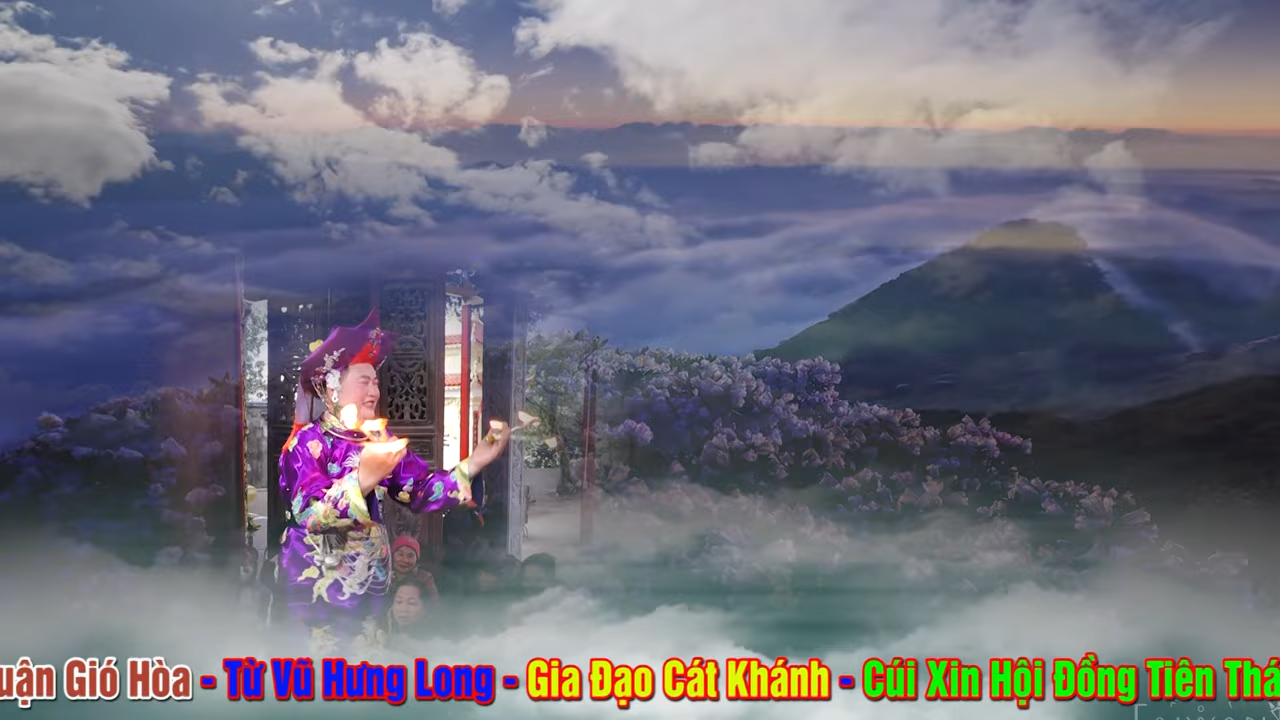 uận Gió Hòa - Từ Vũ Hưng Long - Gia Đạo Cát Khánh - Cúi Xin Hội Đồng Tiên Thá